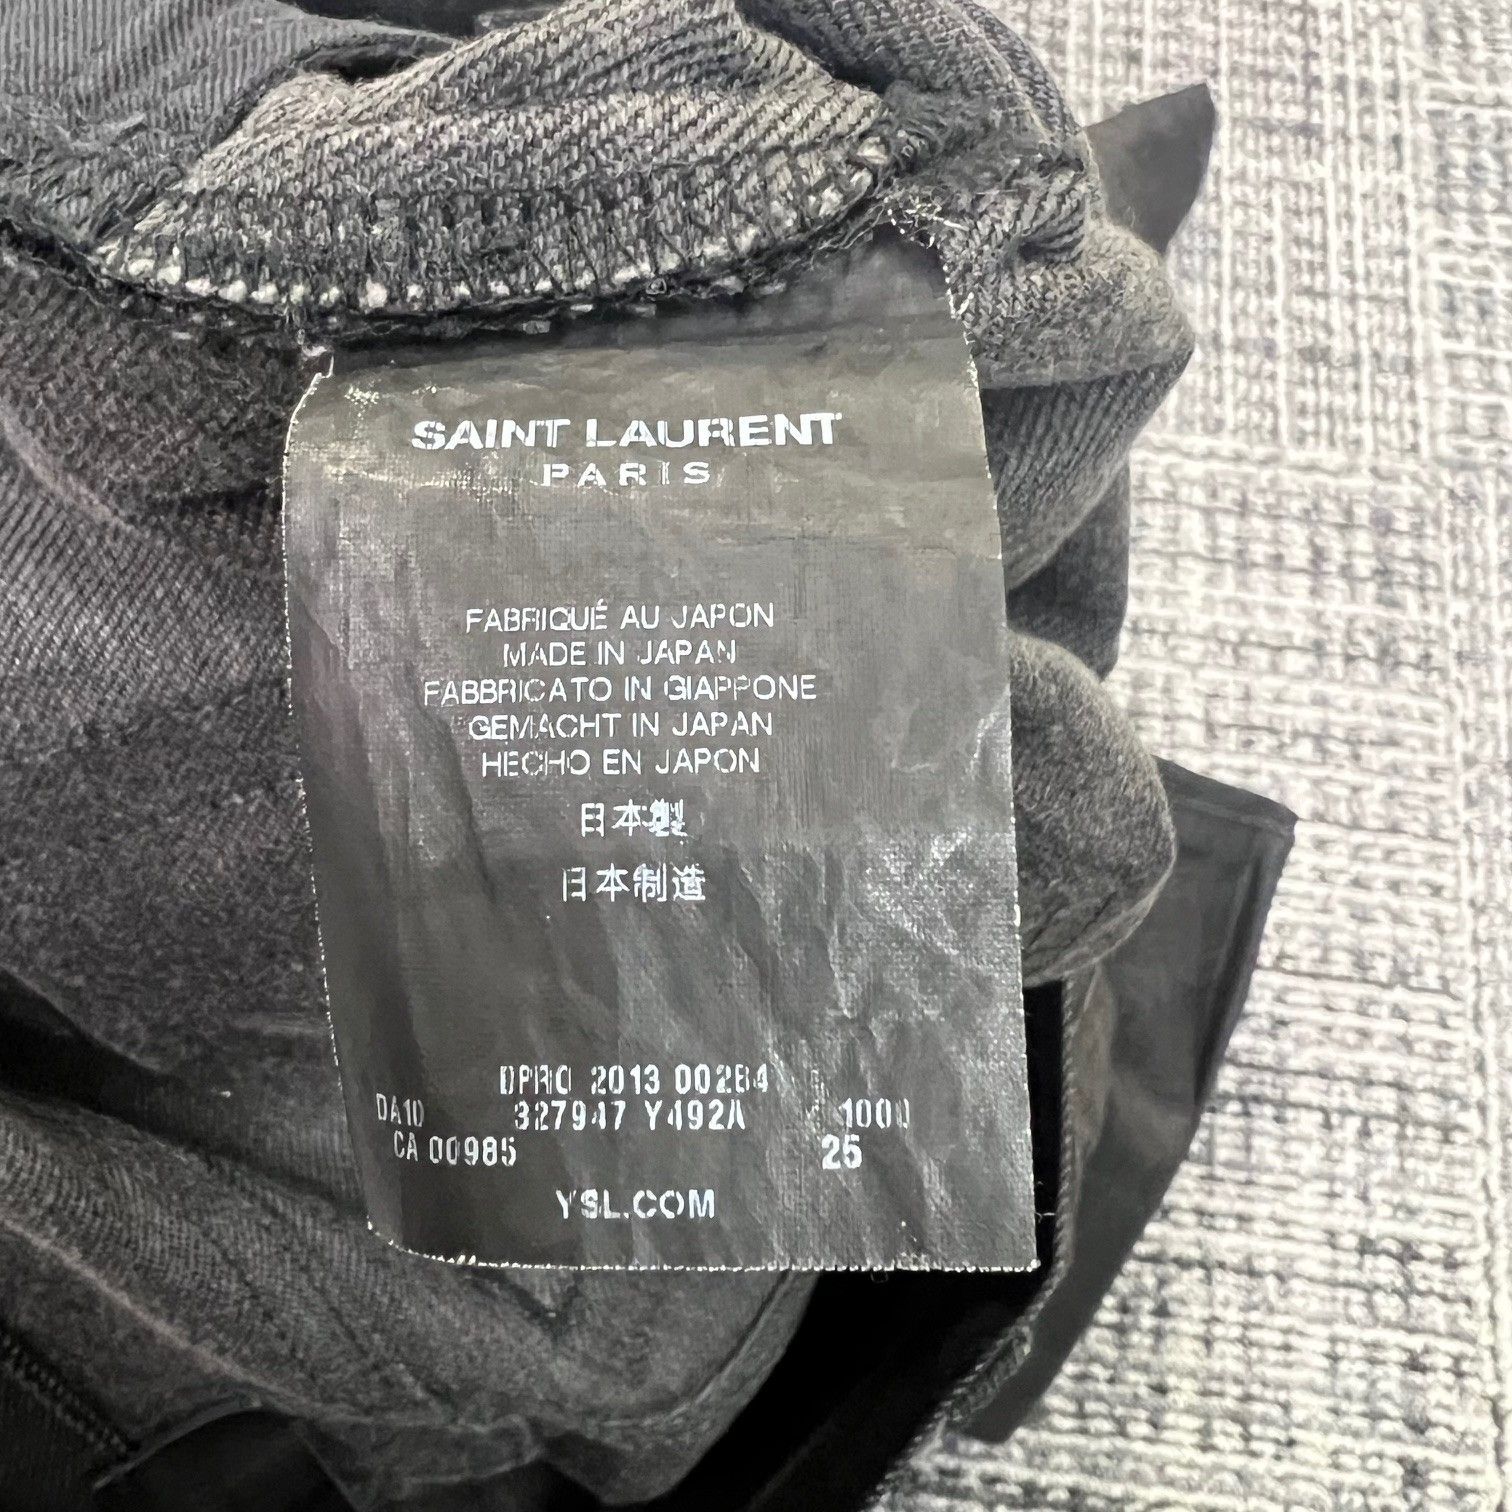 SAINT LAURENT
PARIS
FABRIQUÉ AU JAPON
MADE IN JAPAN
FABBRICATO IN GIAPPONE
GEMACHT IN JAPAN
HECHO EN JAPON
日本製
日本制造
DPRO 2013 00284
DA10 327947 Y492A 1000
CA 00985 25
YSL.COM